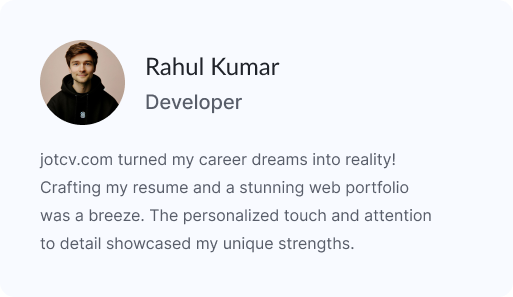 Rahul Kumar
Developer
jotcv.com turned my career dreams into reality!
Crafting my resume and a stunning web portfolio
was a breeze. The personalized touch and attention
to detail showcased my unique strengths.